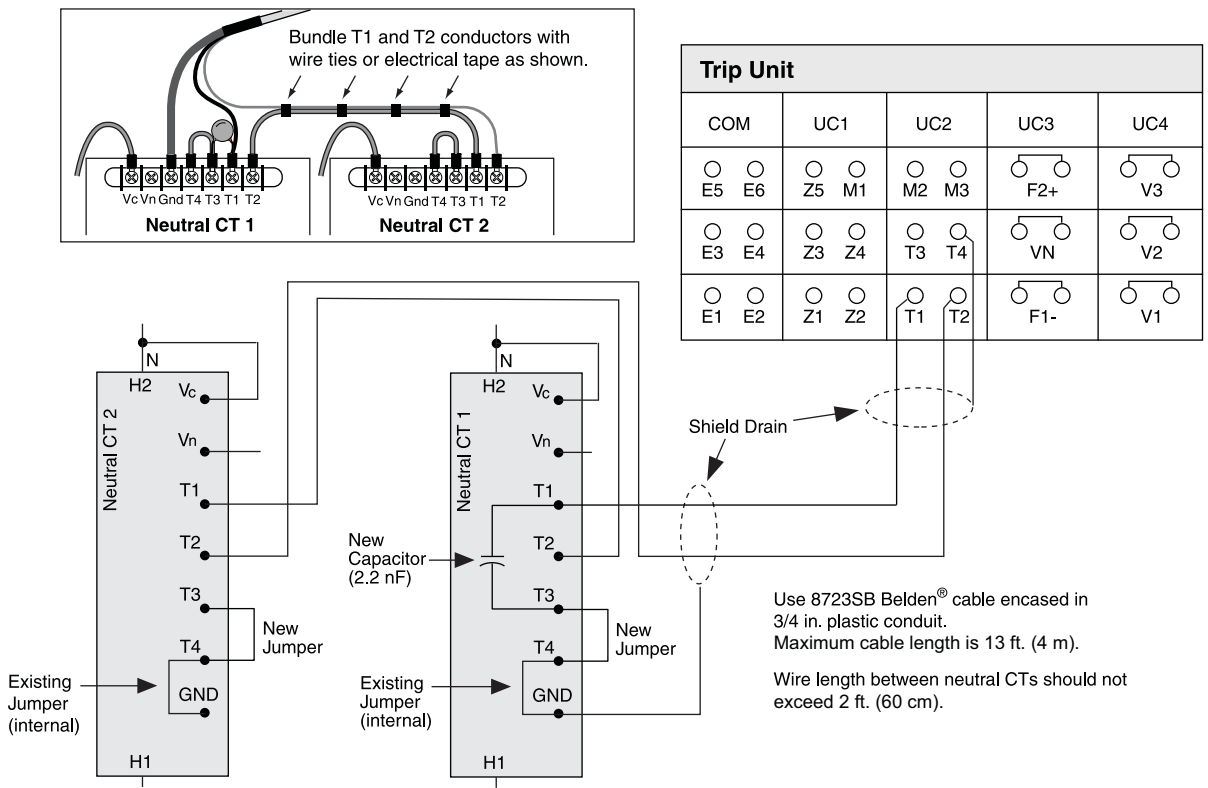 Bundle T1 and T2 conductors with
wire ties or electrical tape as shown.
Vc Vn Gnd T4 T3 T1 T2
Neutral CT 1
Vc Vn Gnd T4 T3 T1 T2
Neutral CT 2
Trip Unit
COM UC1 UC2 UC3 UC4
E5 E6 Z5 M1 M2 M3 F2+ V3
E3 E4 Z3 Z4 T3 T4 VN V2
E1 E2 Z1 Z2 T1 T2 F1- V1
N
H2
Neutral CT 2
Vc
Vn
T1
T2
T3
T4
GND
H1
New
Jumper
Existing
Jumper
(internal)
N
H2
Neutral CT 1
Vc
Vn
T1
T2
T3
T4
GND
H1
New
Capacitor
(2.2 nF)
New
Jumper
Existing
Jumper
(internal)
Shield Drain
Use 8723SB Belden® cable encased in
3/4 in. plastic conduit.
Maximum cable length is 13 ft. (4 m).
Wire length between neutral CTs should not
exceed 2 ft. (60 cm).